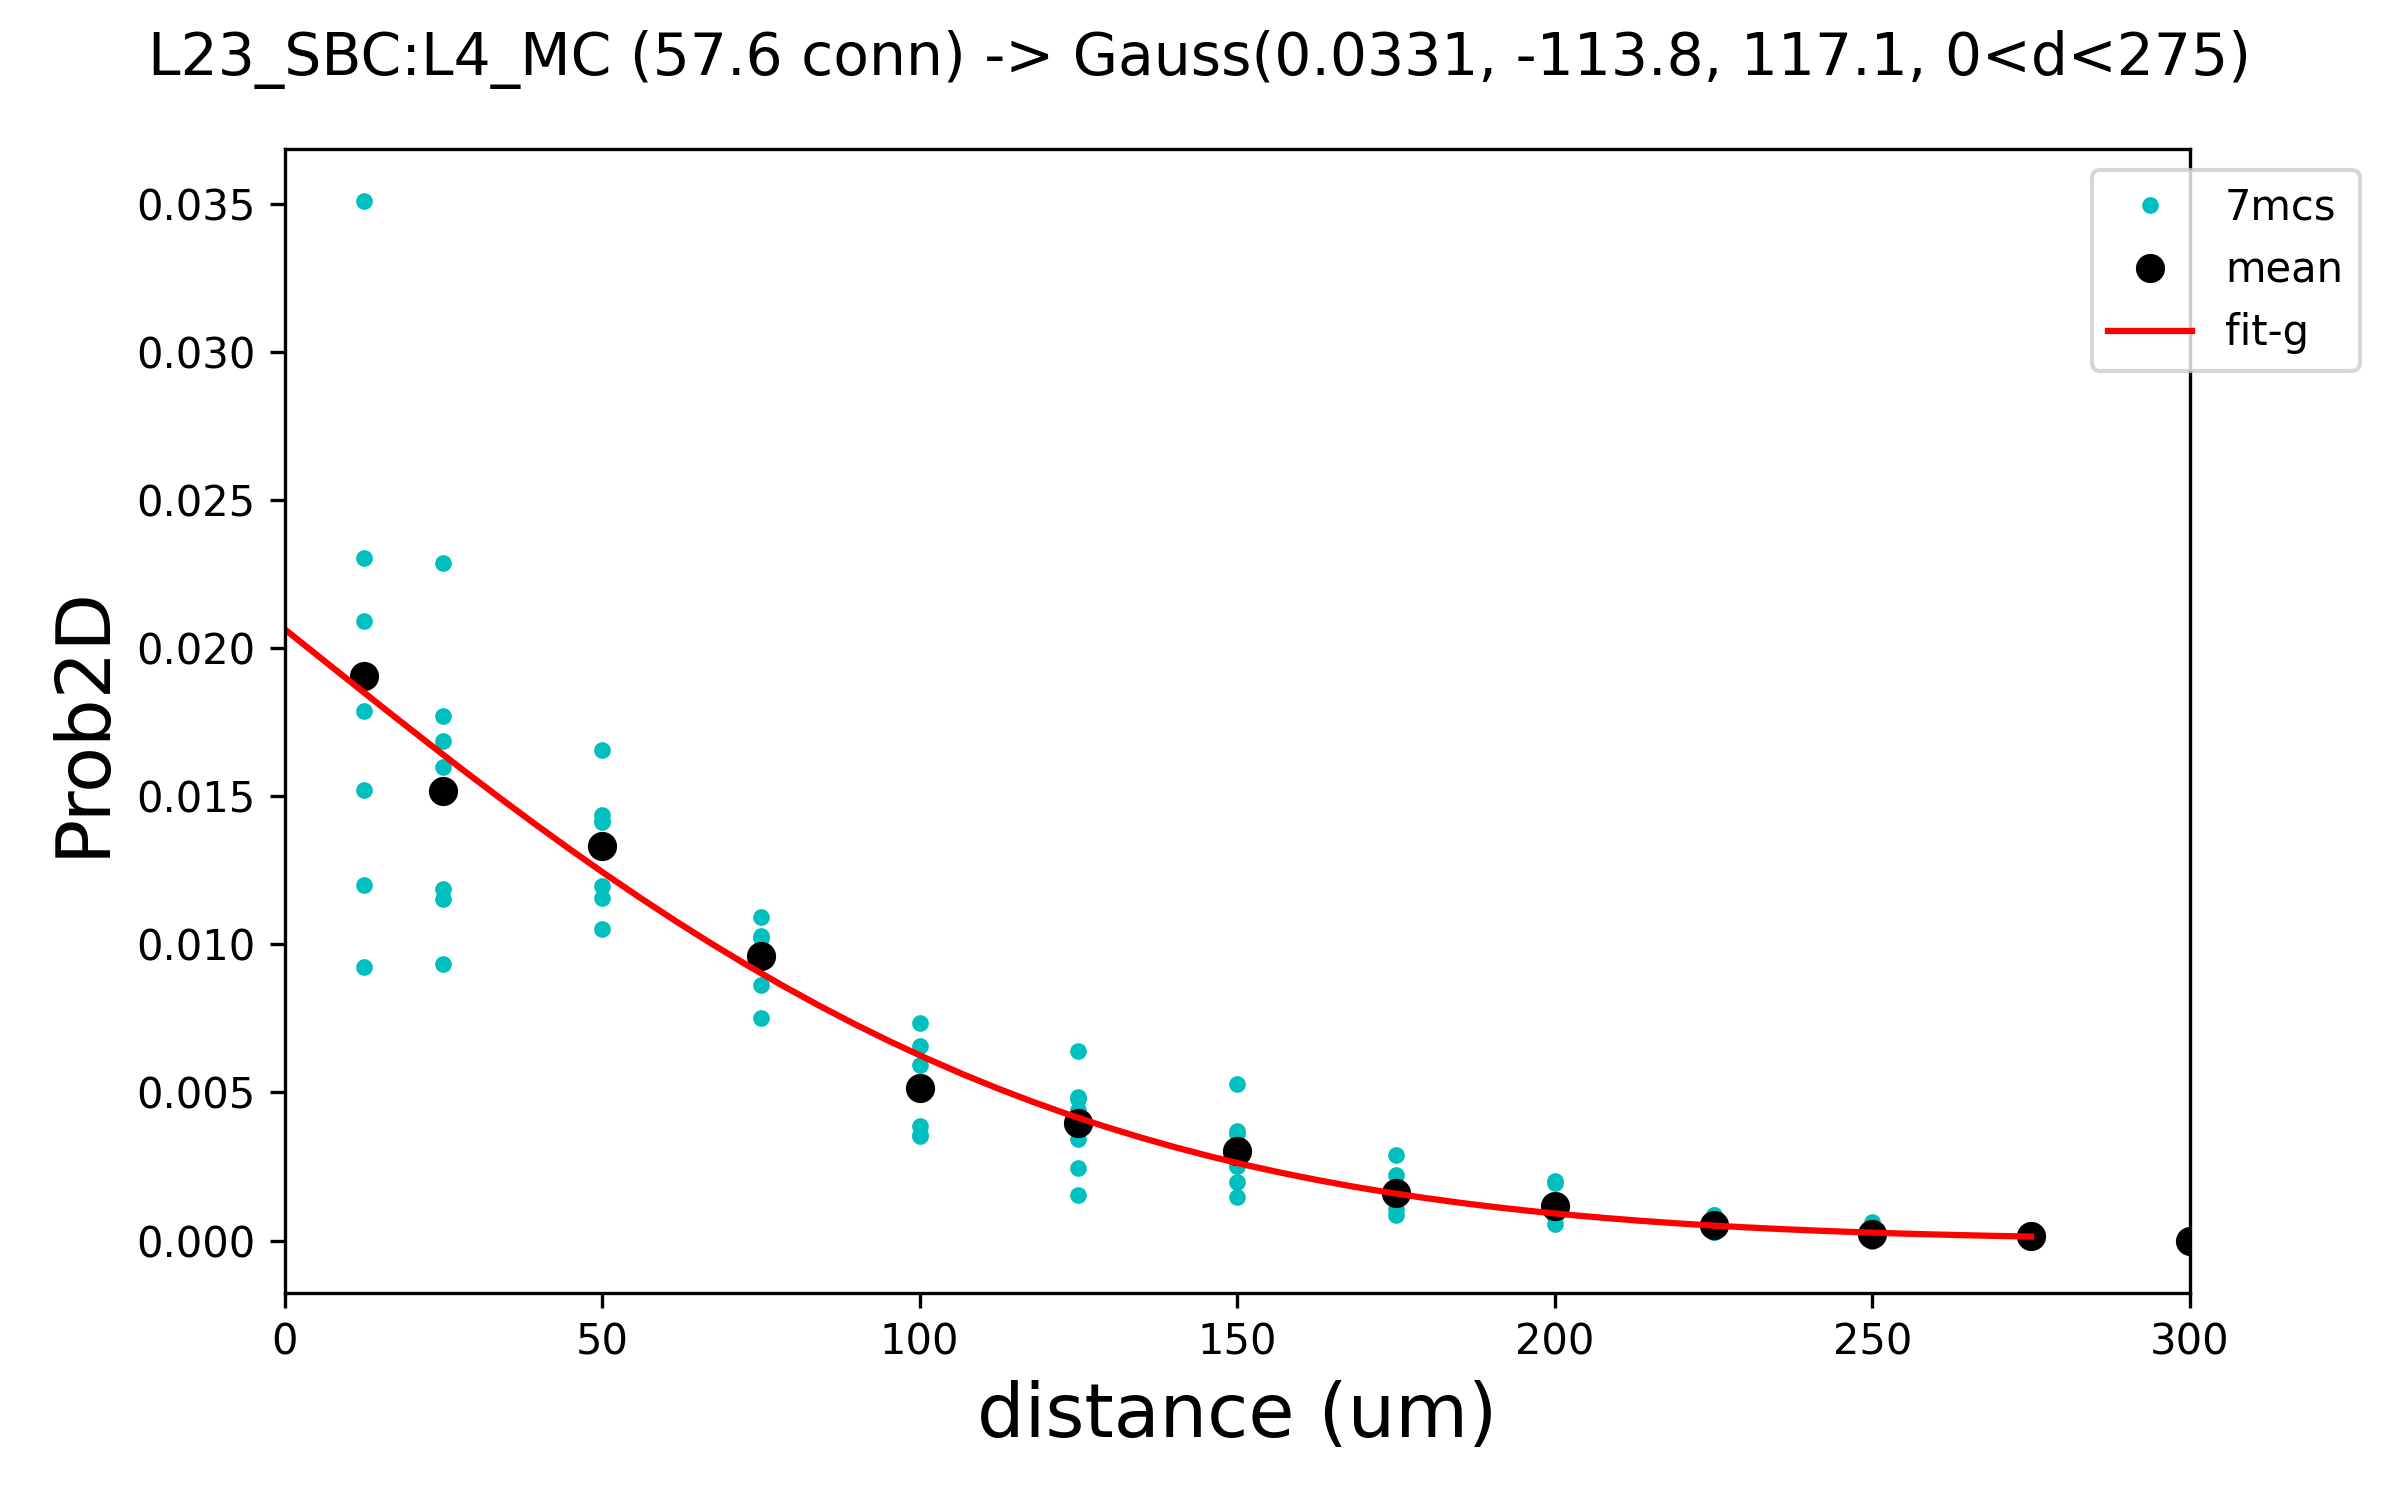 L23_SBC:L4_MC (57.6 conn) -> Gauss(0.0331, -113.8, 117.1, 0<d<275)
7mcs
mean
fit-g
Prob2D
0.035
0.030
0.025
0.020
0.015
0.010
0.005
0.000
0 50 100 150 200 250 300
distance (um)